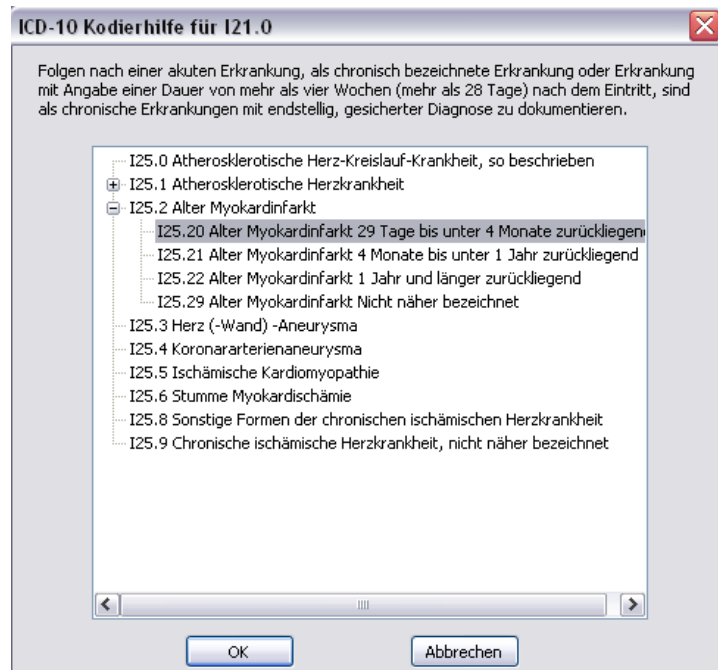 ICD-10 Kodierhilfe für I21.0
Folgen nach einer akuten Erkrankung, als chronisch bezeichnete Erkrankung oder Erkrankung
mit Angabe einer Dauer von mehr als vier Wochen (mehr als 28 Tage) nach dem Eintritt, sind
als chronische Erkrankungen mit endstellig, gesicherter Diagnose zu dokumentieren.
I25.0 Atherosklerotische Herz-Kreislauf-Krankheit, so beschrieben
I25.1 Atherosklerotische Herzkrankheit
I25.2 Alter Myokardinfarkt
I25.20 Alter Myokardinfarkt 29 Tage bis unter 4 Monate zurückliegend
I25.21 Alter Myokardinfarkt 4 Monate bis unter 1 Jahr zurückliegend
I25.22 Alter Myokardinfarkt 1 Jahr und länger zurückliegend
I25.29 Alter Myokardinfarkt Nicht näher bezeichnet
I25.3 Herz (-Wand) -Aneurysma
I25.4 Koronararterienaneurysma
I25.5 Ischämische Kardiomyopathie
I25.6 Stumme Myokardischämie
I25.8 Sonstige Formen der chronischen ischämischen Herzkrankheit
I25.9 Chronische ischämische Herzkrankheit, nicht näher bezeichnet
OK
Abbrechen